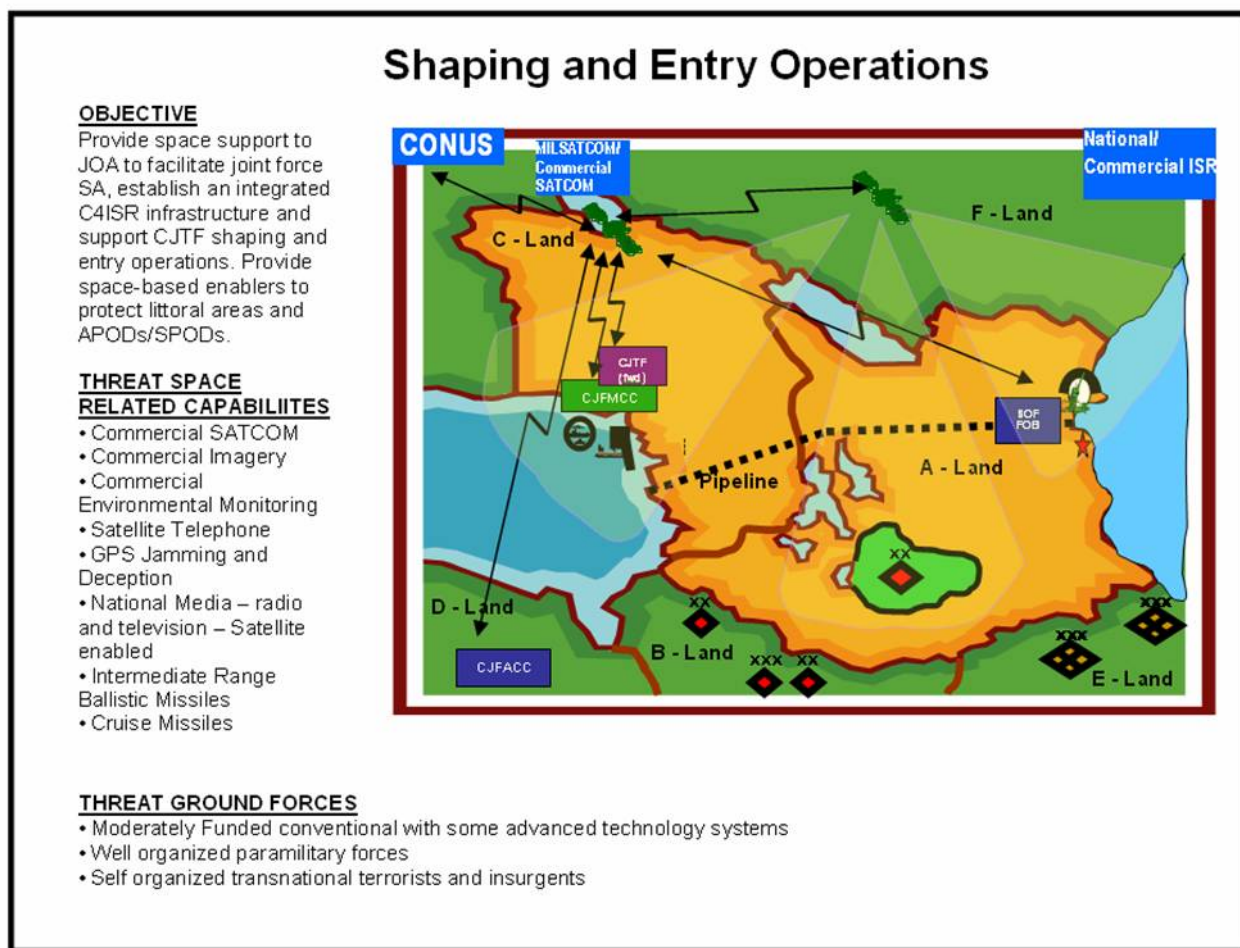 Shaping and Entry Operations
OBJECTIVE
Provide space support to
JOA to facilitate joint force
SA, establish an integrated
C4ISR infrastructure and
support CJTF shaping and
entry operations. Provide
space-based enablers to
protect littoral areas and
APODs/SPODs.
THREAT SPACE
RELATED CAPABILIITES
• Commercial SATCOM
• Commercial Imagery
• Commercial
Environmental Monitoring
• Satellite Telephone
• GPS Jamming and
Deception
• National Media – radio
and television – Satellite
enabled
• Intermediate Range
Ballistic Missiles
• Cruise Missiles
CONUS
MILSATCOM/
Commercial
SATCOM
National/
Commercial ISR
F - Land
C - Land
CJTF
(fwd)
CJFMCC
SOF
FOB
A - Land
Pipeline
XX
D - Land
CJFACC
XX
B - Land
XXX
XX
XXX
XXX
E - Land
THREAT GROUND FORCES
• Moderately Funded conventional with some advanced technology systems
• Well organized paramilitary forces
• Self organized transnational terrorists and insurgents